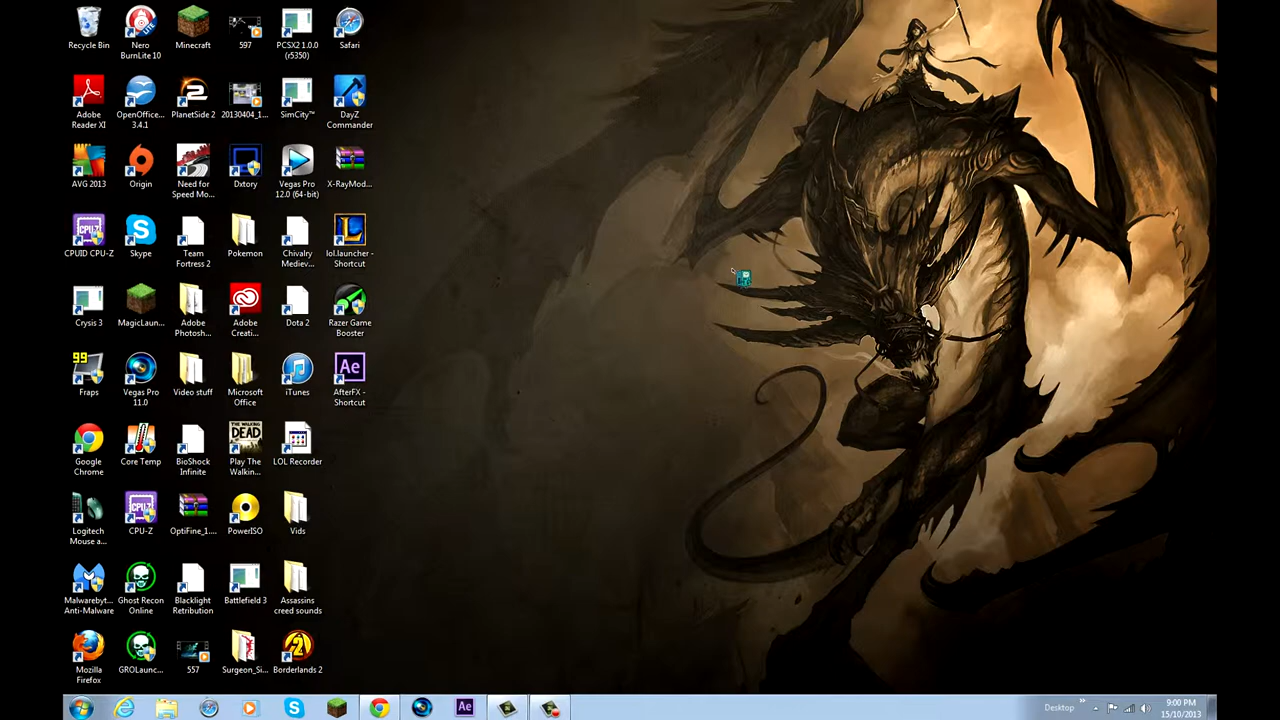 Recycle Bin
Nero
BurnLite 10
Minecraft
597
PCSX2 1.0.0
(r5350)
Safari
Adobe
Reader XI
OpenOffice...
3.4.1
PlanetSide 2
20130404_1...
SimCity™
DayZ
Commander
AVG 2013
Origin
Need for
Speed Mo...
Dxtory
Vegas Pro
12.0 (64-bit)
X-RayMod...
CPUID CPU-Z
Skype
Team
Fortress 2
Pokemon
Chivalry
Mediev...
lol.launcher -
Shortcut
Crysis 3
MagicLaun...
Adobe
Photosh...
Adobe
Creati...
Dota 2
Razer Game
Booster
99
Fraps
Vegas Pro
11.0
Video stuff
Microsoft
Office
iTunes
Ae
AfterFX -
Shortcut
Google
Chrome
Core Temp
BioShock
Infinite
DEAD
Play The
Walkin...
LOL Recorder
Logitech
Mouse a...
CPU-Z
OptiFine_1....
PowerISO
Vids
Malwarebyt...
Anti-Malware
Ghost Recon
Online
Blacklight
Retribution
Battlefield 3
Assassins
creed sounds
Mozilla
Firefox
GROLaunc...
557
Surgeon_Si...
Borderlands 2
Ae
Desktop
9:00 PM
15/10/2013